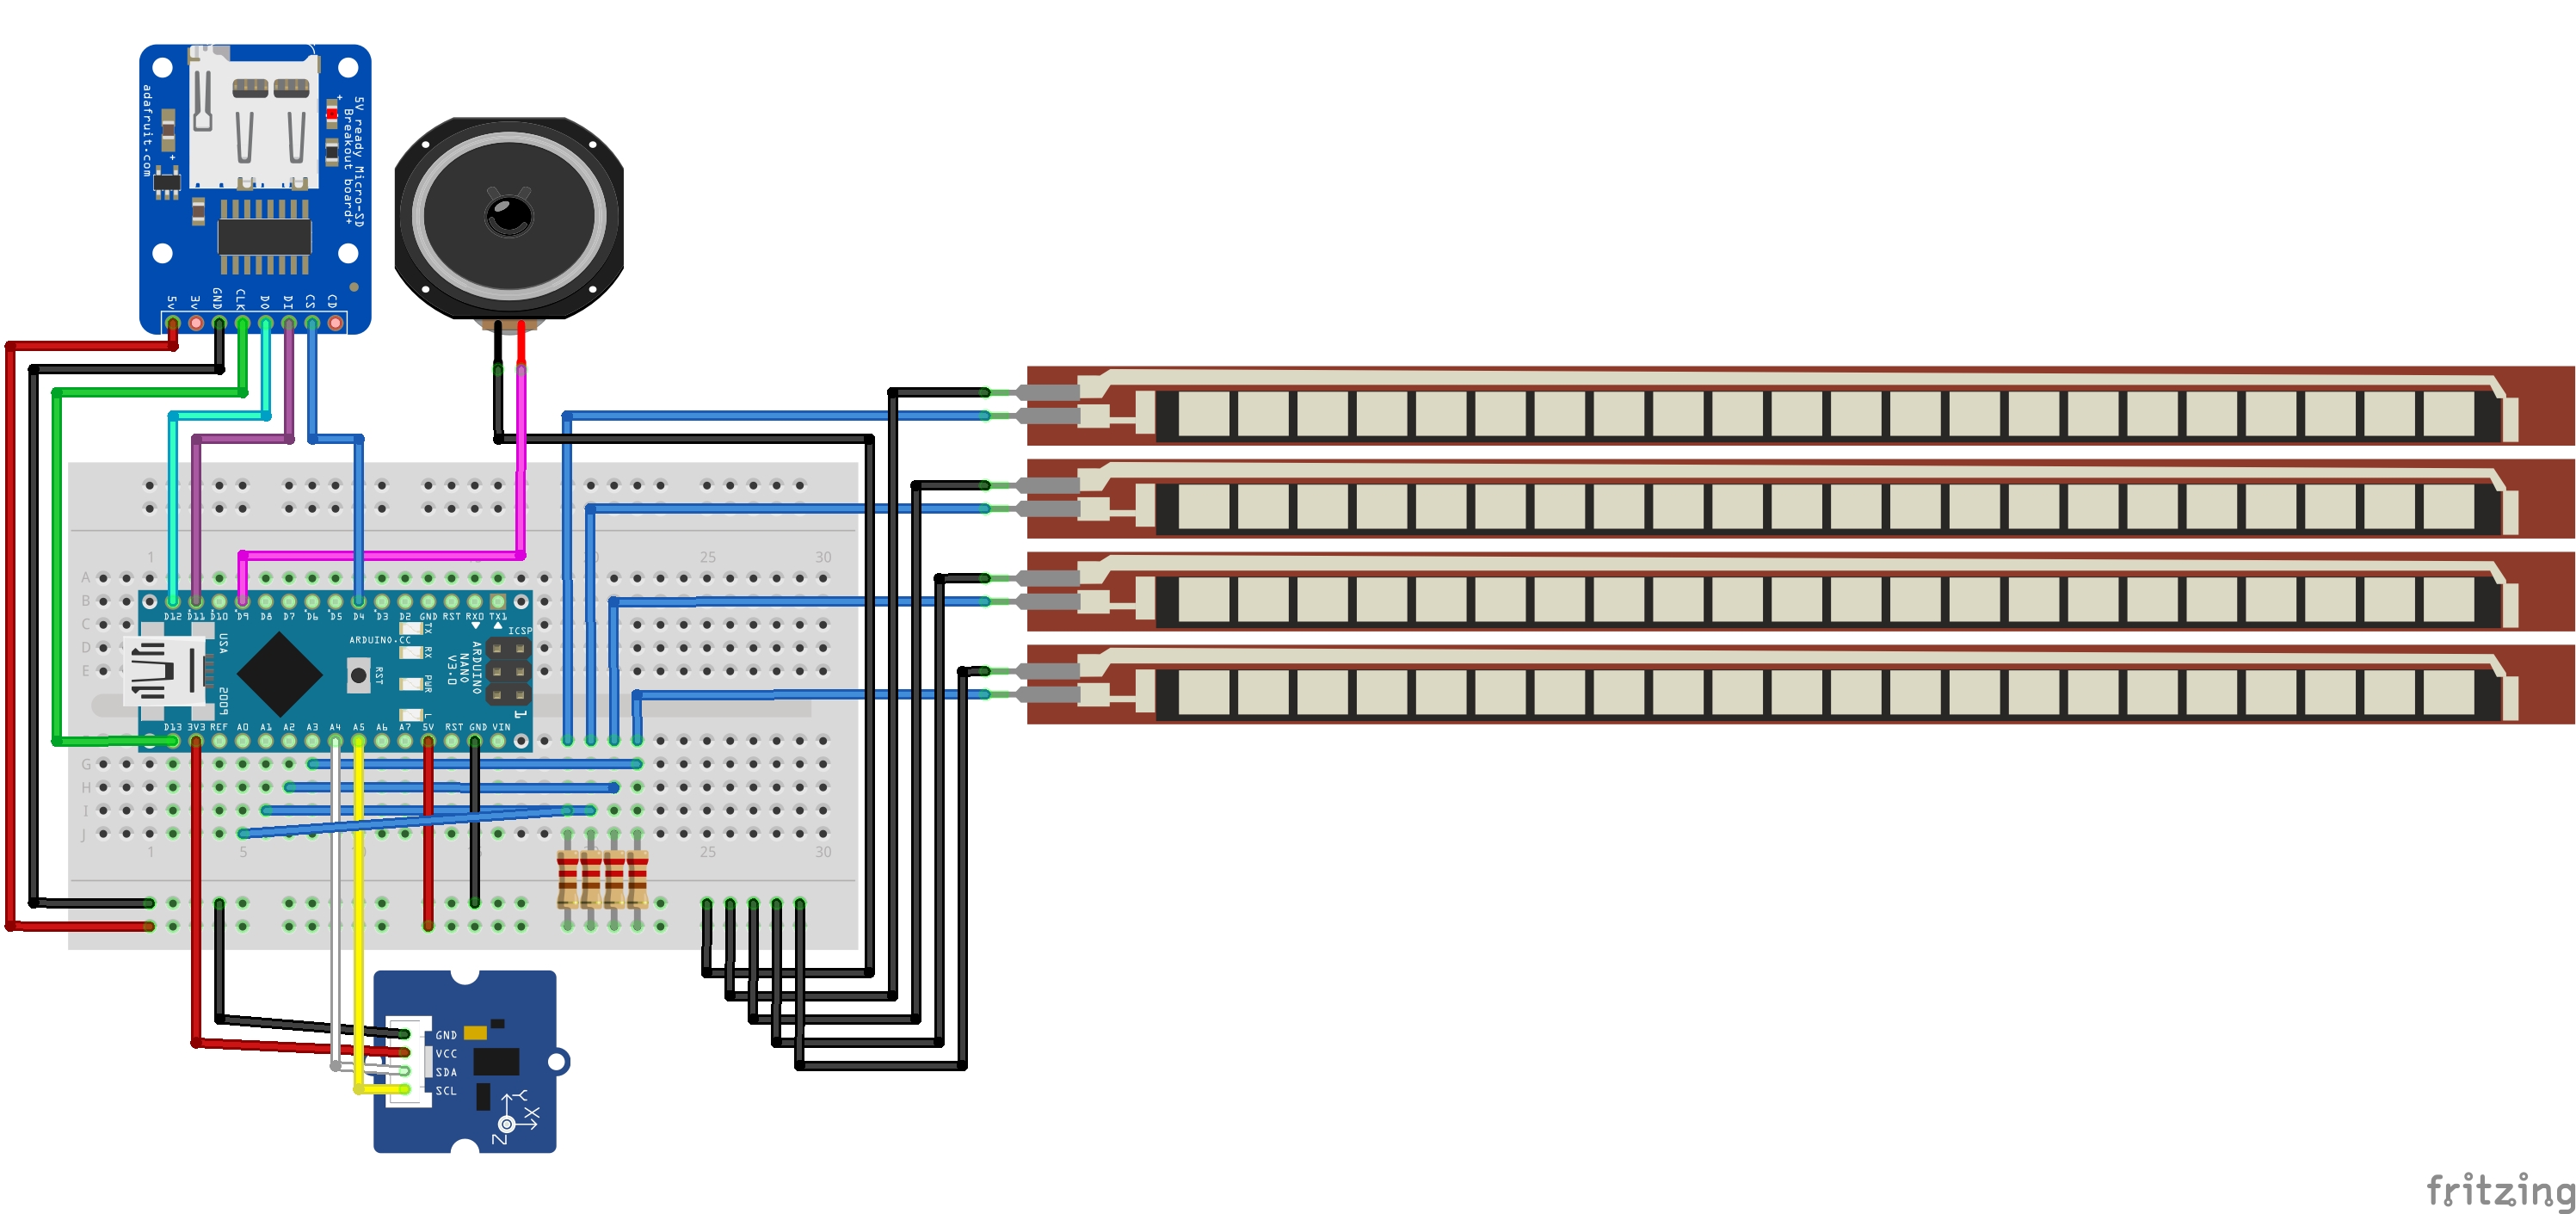 adafruit.com
5V ready Micro-SD
Breakout board+
5V 3V GND CLK DO DI CS CD
1 25 30
A
B
C
D
E
G
H
I
J
D12 D11 D10 D9 D8 D7 D6 D5 D4 D3 D2 GND RST RX0 TX1
USA
2009
ARDUINO.CC
RST
TX
RX
PWR
L
ARDUINO
NANO
V3.0
ICSP
1
D13 3V3 REF A0 A1 A2 A3 A4 A5 A6 A7 5V RST GND VIN
1 5 25 30
GND
VCC
SDA
SCL
Y
X
Z
fritzing